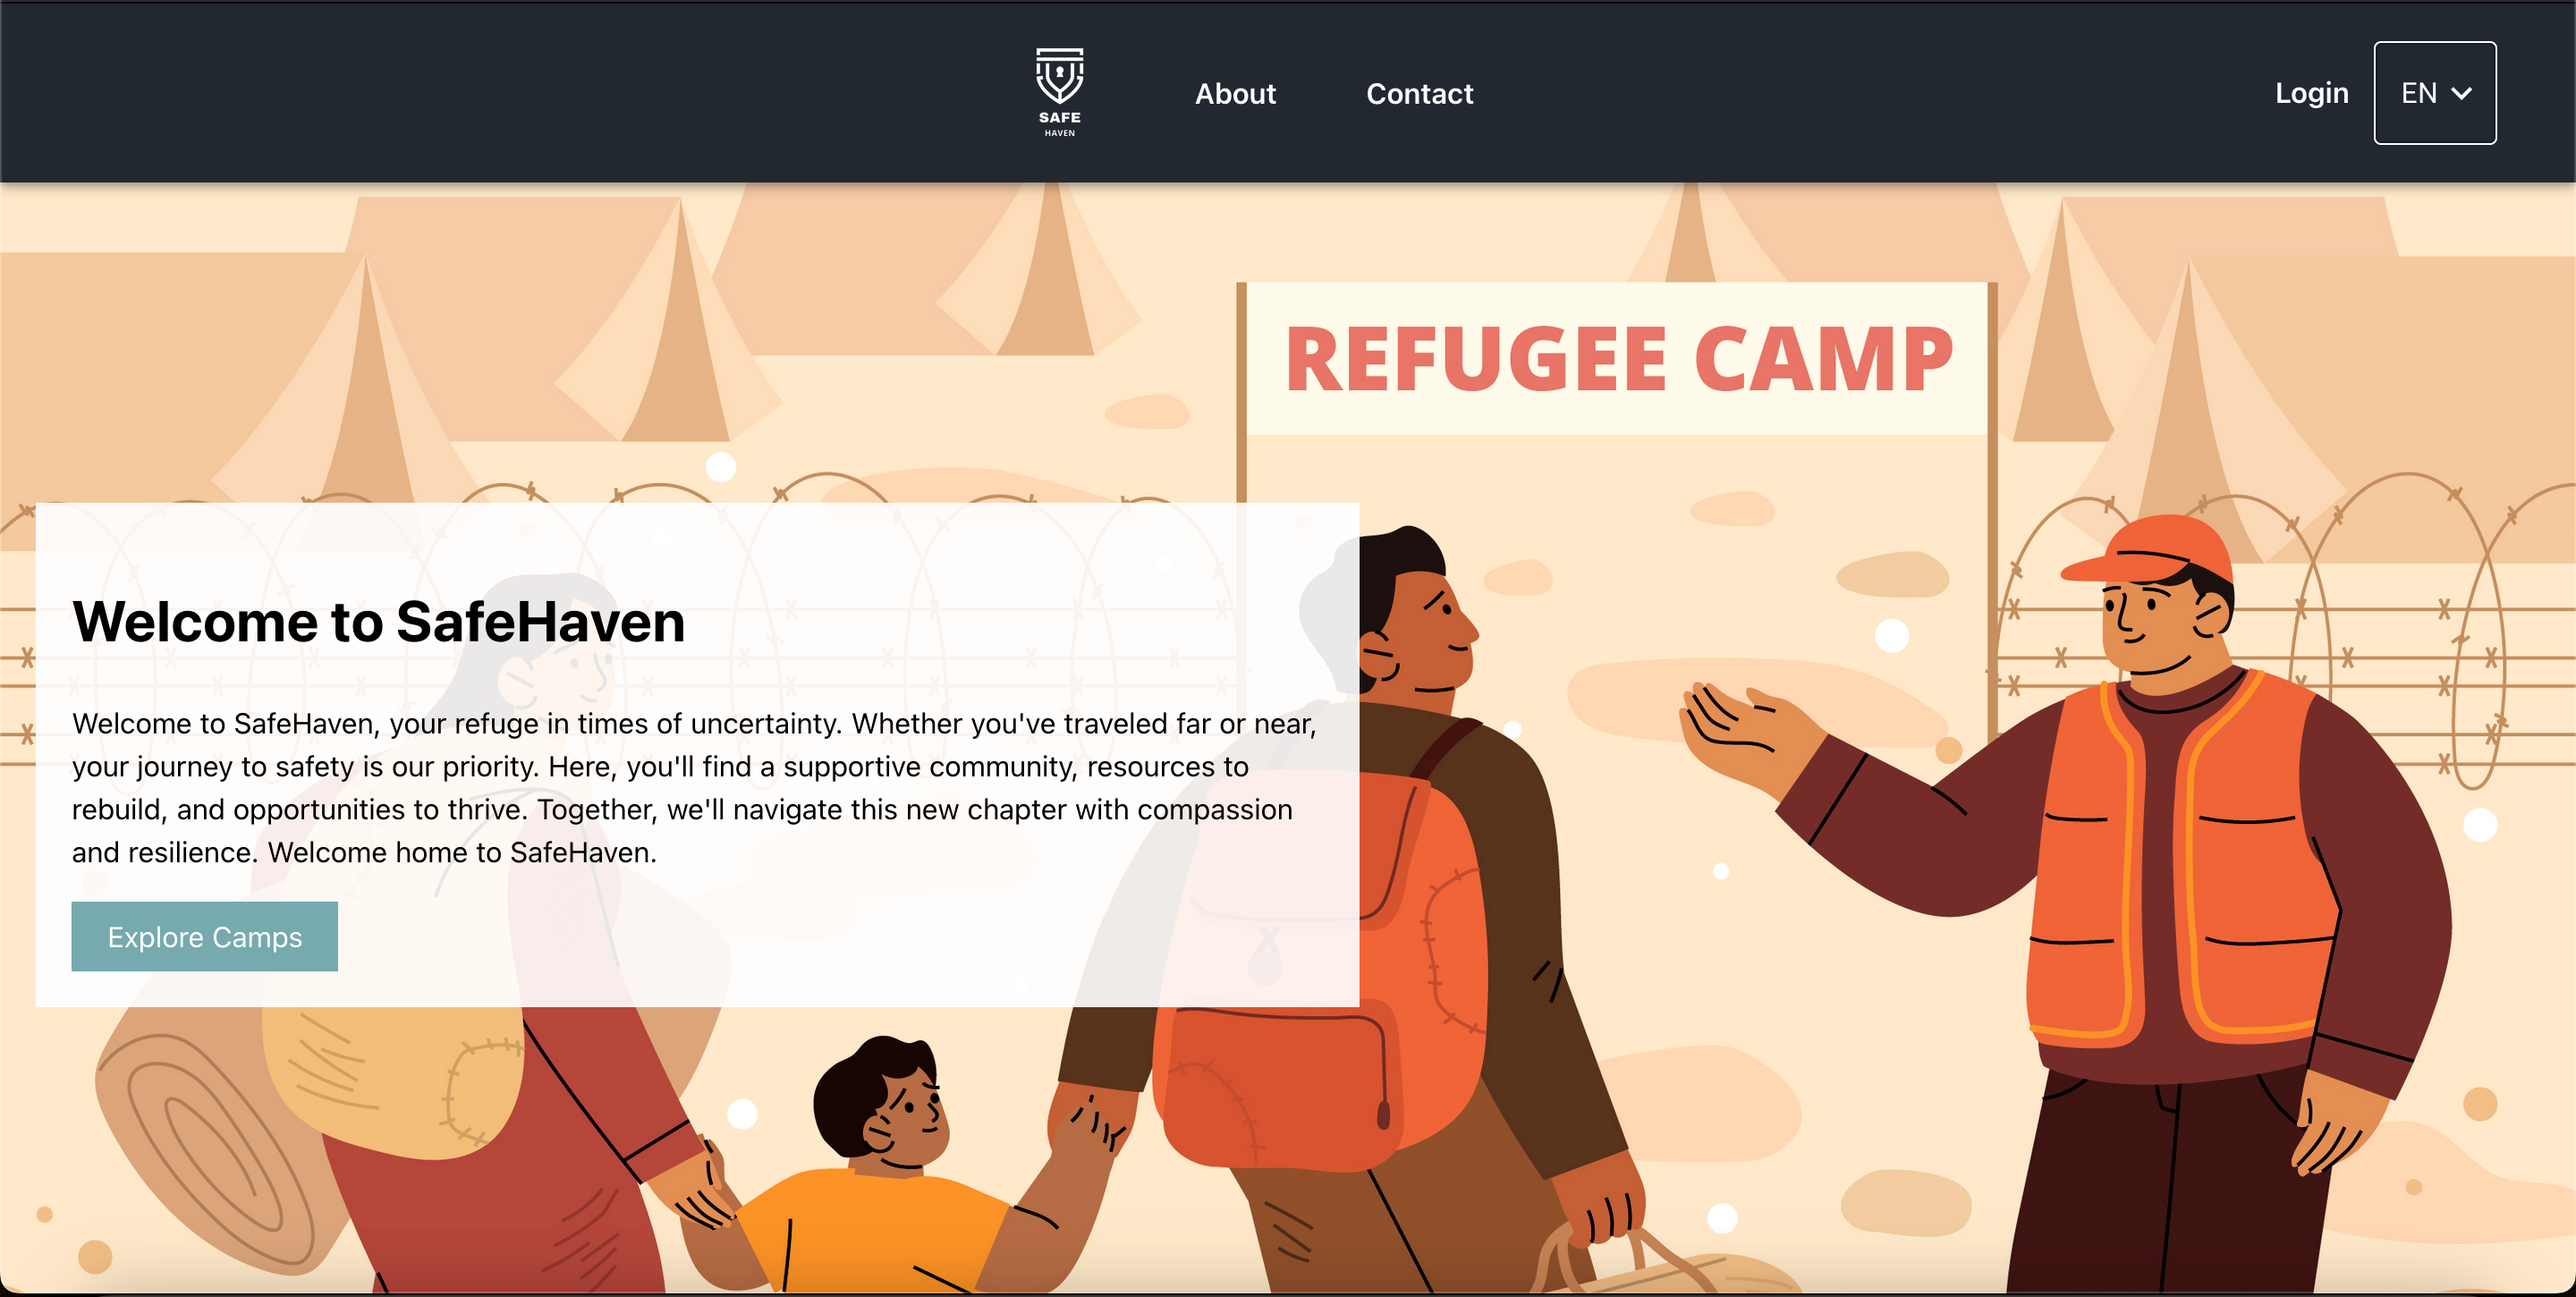 SAFE
HAVEN
About
Contact
Login
EN
REFUGEE CAMP
Welcome to SafeHaven
Welcome to SafeHaven, your refuge in times of uncertainty. Whether you've traveled far or near,
your journey to safety is our priority. Here, you'll find a supportive community, resources to
rebuild, and opportunities to thrive. Together, we'll navigate this new chapter with compassion
and resilience. Welcome home to SafeHaven.
Explore Camps